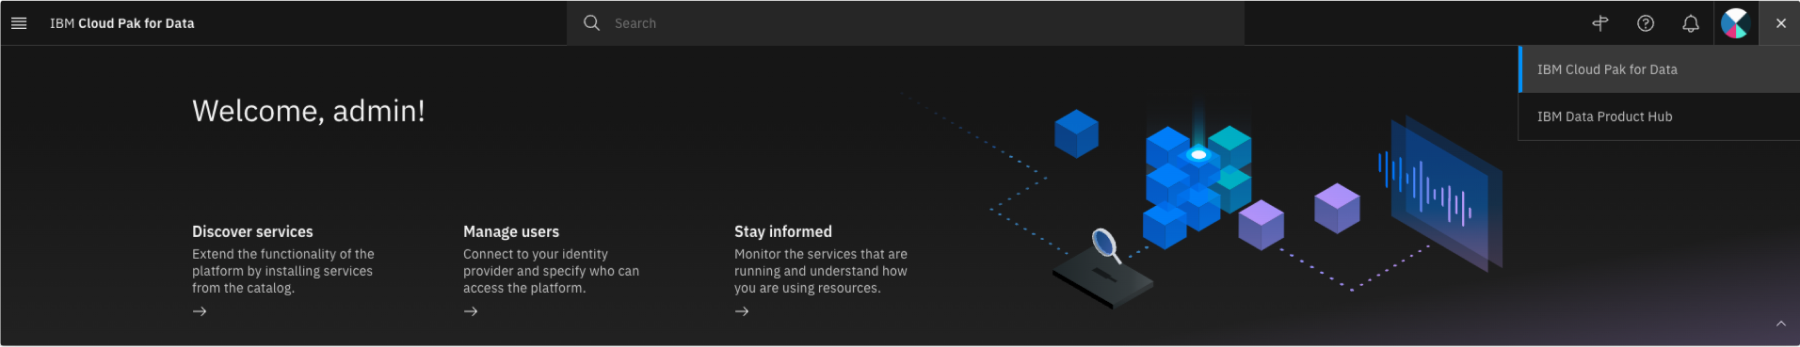 IBM Cloud Pak for Data
Search
IBM Cloud Pak for Data
IBM Data Product Hub
Welcome, admin!
Discover services
Extend the functionality of the
platform by installing services
from the catalog.
Manage users
Connect to your identity
provider and specify who can
access the platform.
Stay informed
Monitor the services that are
running and understand how
you are using resources.